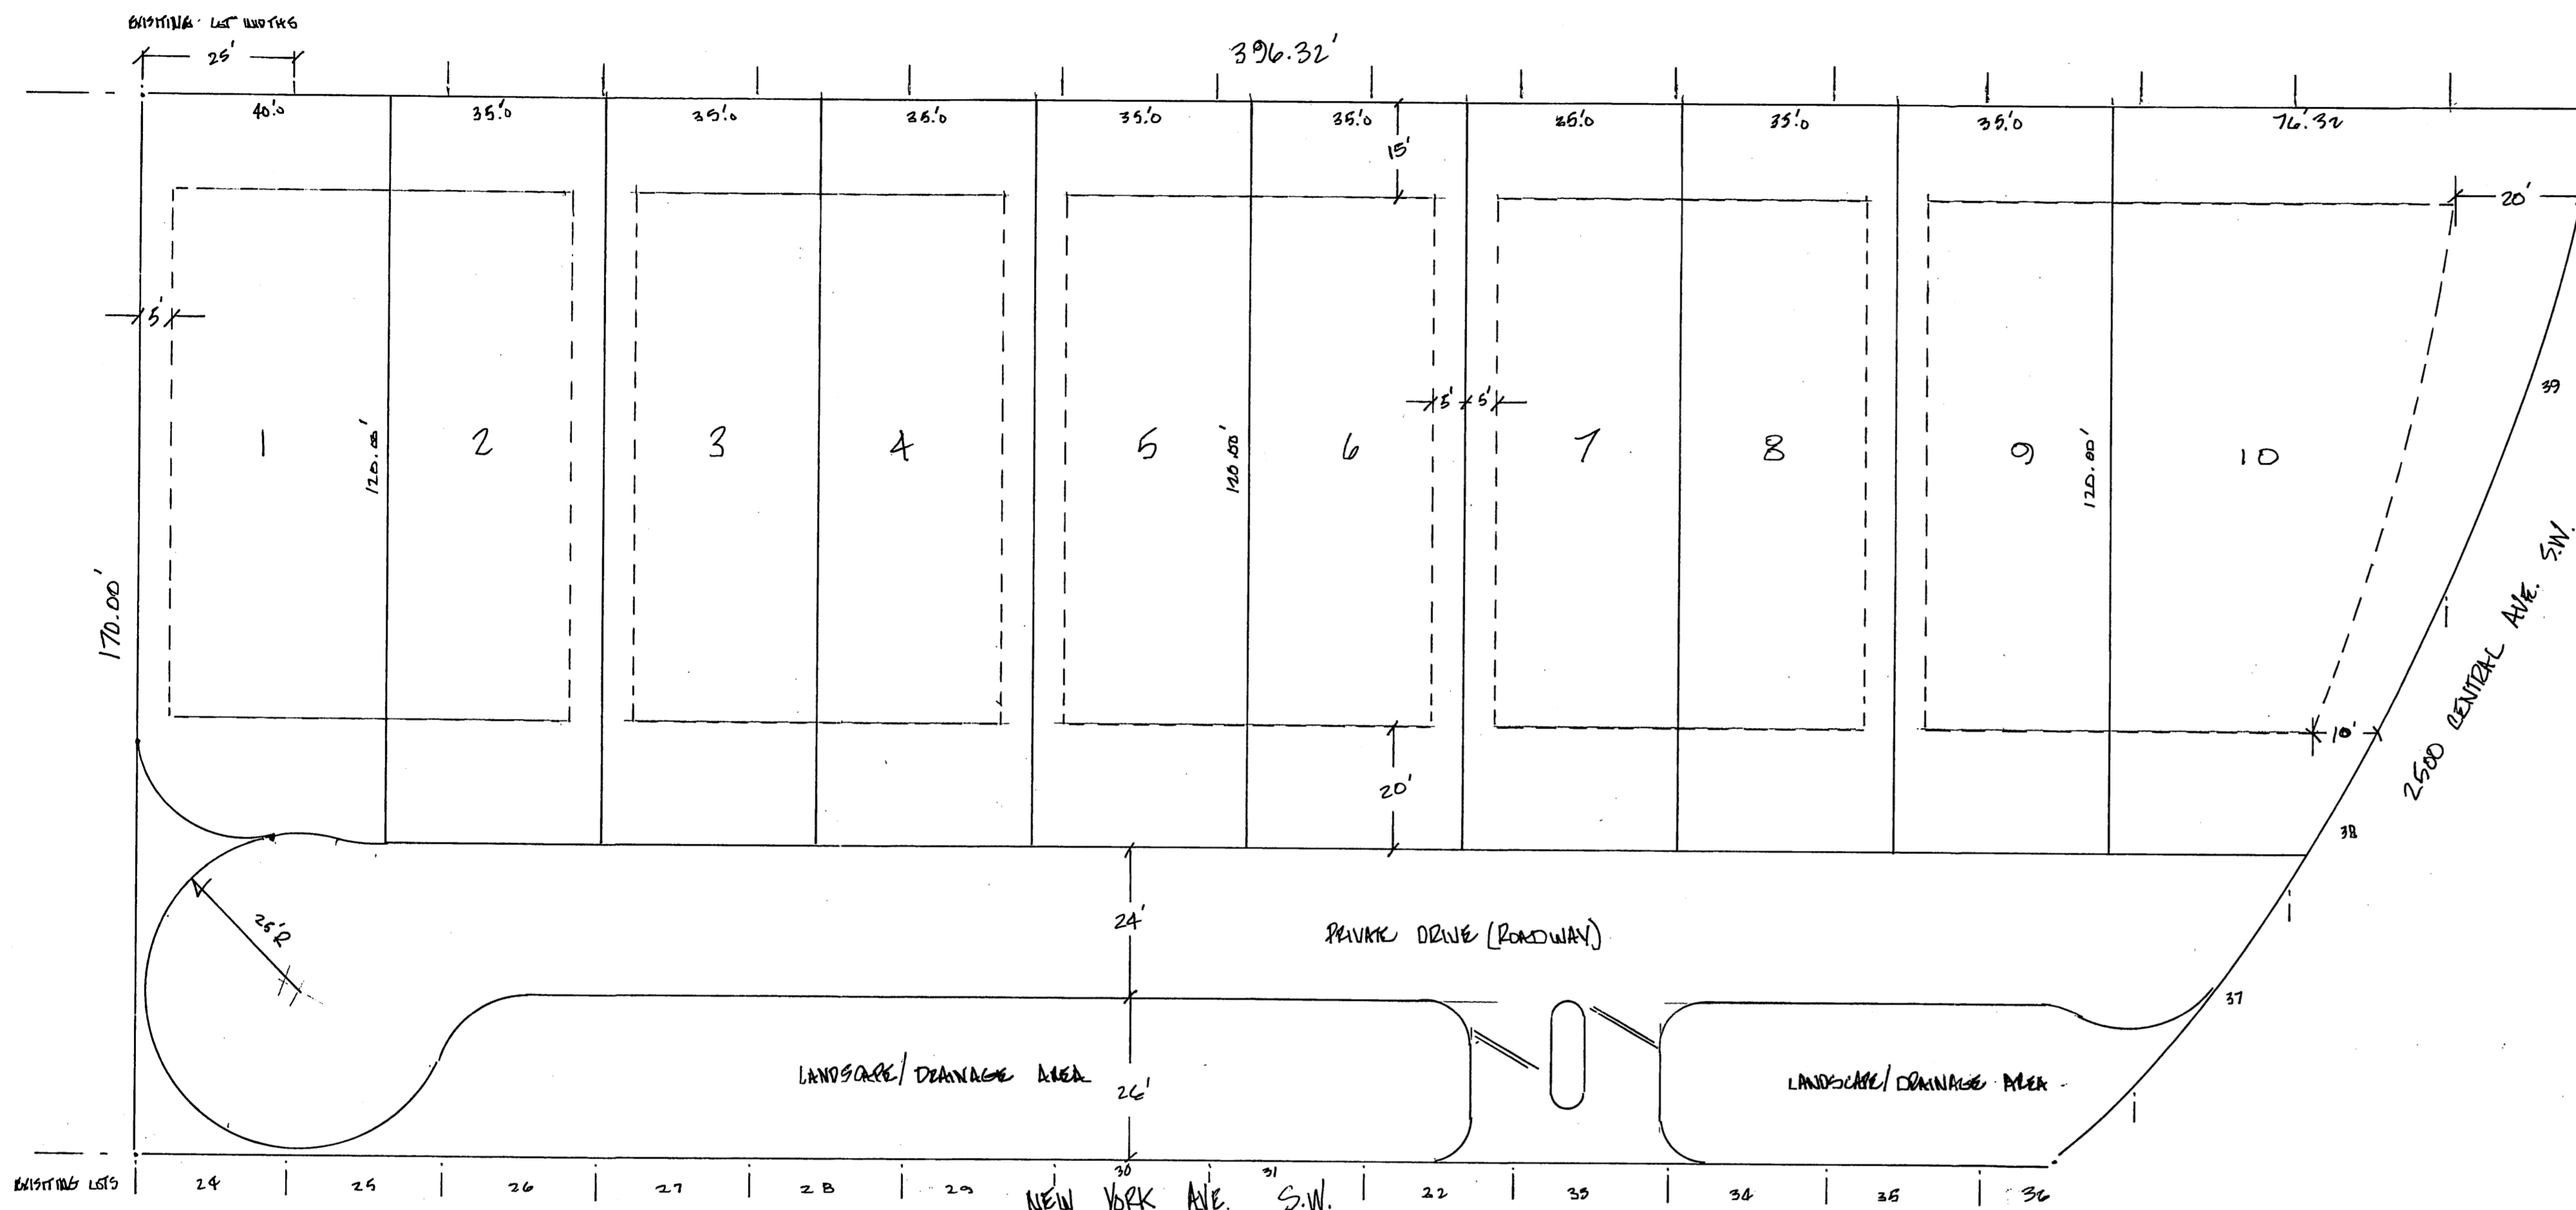 EXISTING LOT WIDTHS
25'
396.32'
40'.0 35'.0 35'.0 35'.0 35'.0 35'.0 35'.0 35'.0 35'.0 76.32
15'
20'
5'
39
5' 5'
1 2 3 4 5 6 7 8 9 10
120.00' 120.00' 120.00'
170.00'
2500 CENTRAL AVE. S.W.
10'
20'
38
24'
PRIVATE DRIVE (ROADWAY)
25'R
37
LANDSCAPE/DRAINAGE AREA
26'
LANDSCAPE/DRAINAGE AREA
EXISTING LOTS 24 25 26 27 28 29 30 31 32 33 34 35 36
NEW YORK AVE. S.W.